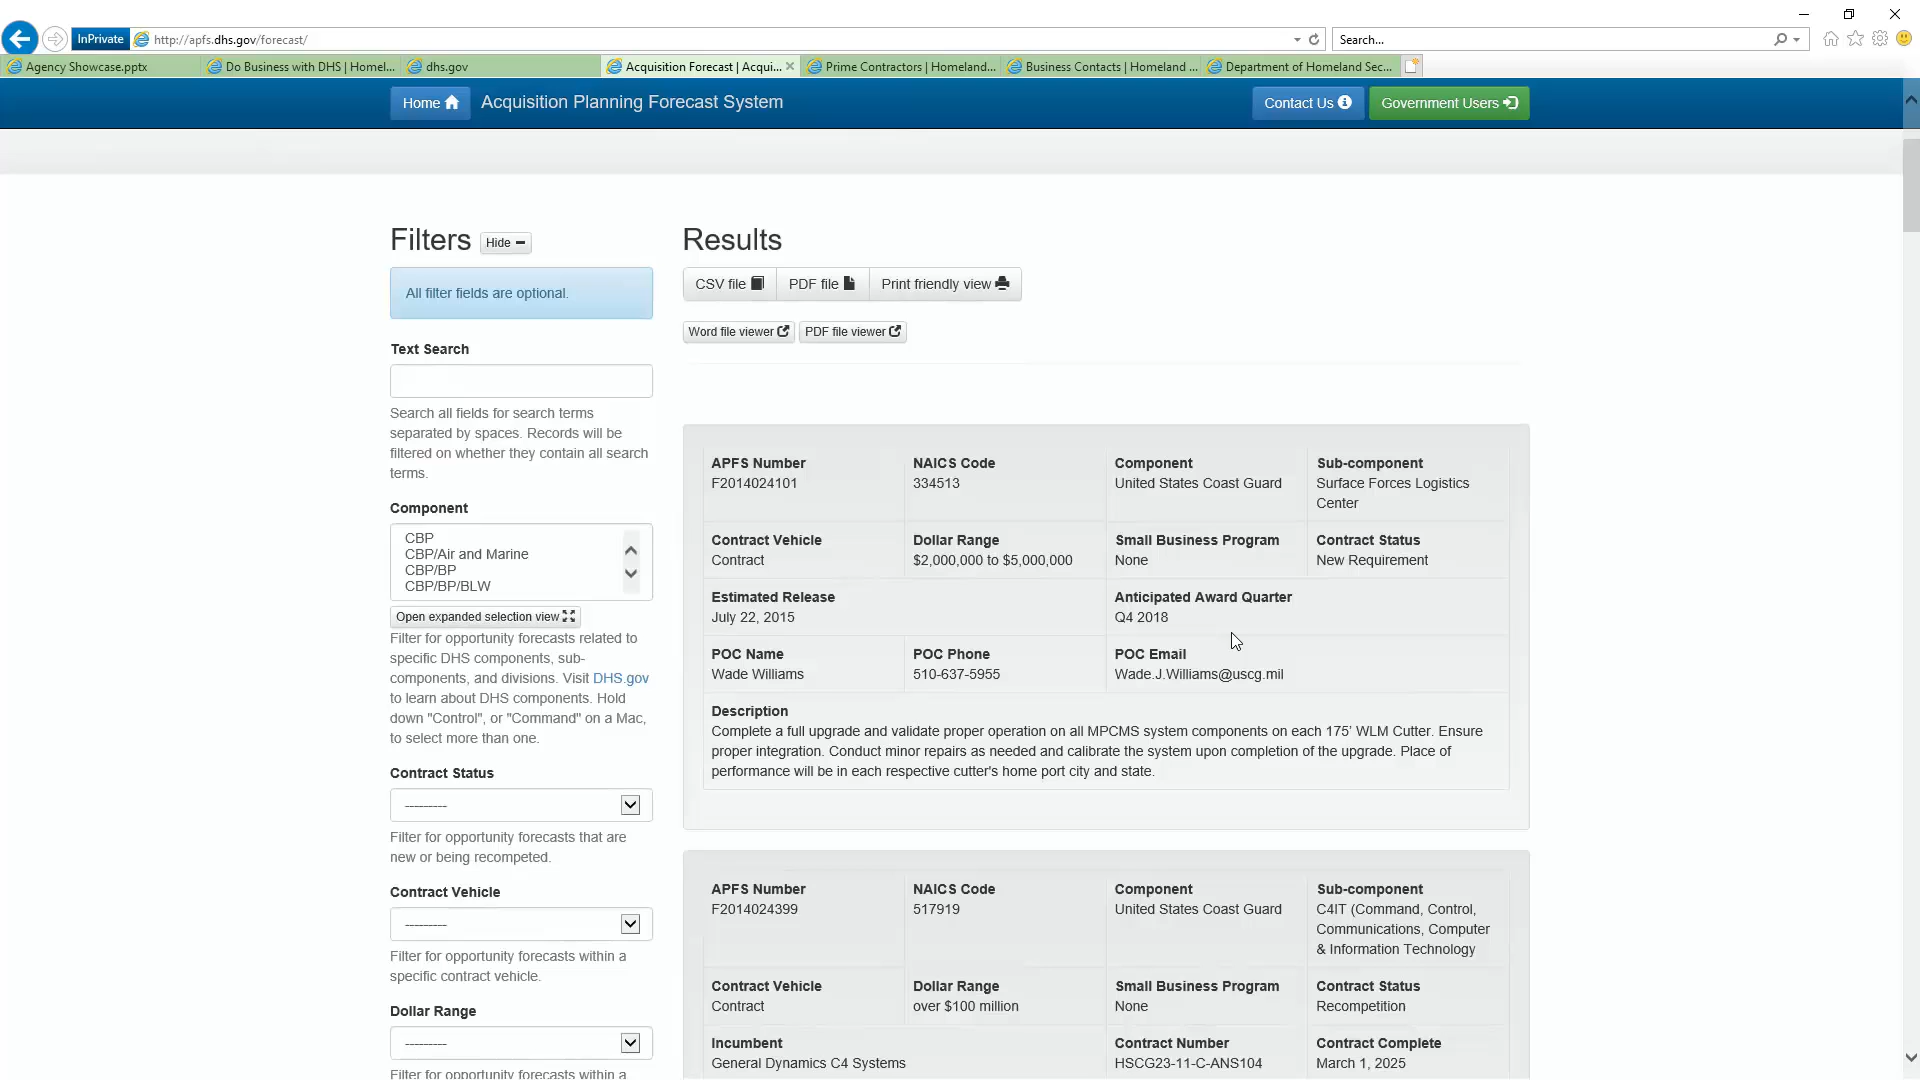 InPrivate
http://apfs.dhs.gov/forecast/
Search...
Agency Showcase.pptx
Do Business with DHS | Homel...
dhs.gov
Acquisition Forecast | Acqui...
Prime Contractors | Homeland...
Business Contacts | Homeland ...
Department of Homeland Sec...
Home
Acquisition Planning Forecast System
Contact Us
Government Users
Filters
Hide
All filter fields are optional.
Text Search
Search all fields for search terms
separated by spaces. Records will be
filtered on whether they contain all search
terms.
Component
CBP
CBP/Air and Marine
CBP/BP
CBP/BP/BLW
Open expanded selection view
Filter for opportunity forecasts related to
specific DHS components, sub-
components, and divisions. Visit DHS.gov
to learn about DHS components. Hold
down "Control", or "Command" on a Mac,
to select more than one.
Contract Status
---------
Filter for opportunity forecasts that are
new or being recompeted.
Contract Vehicle
---------
Filter for opportunity forecasts within a
specific contract vehicle.
Dollar Range
---------
Filter for opportunity forecasts within a
Results
CSV file
PDF file
Print friendly view
Word file viewer
PDF file viewer
APFS Number
F2014024101
NAICS Code
334513
Component
United States Coast Guard
Sub-component
Surface Forces Logistics
Center
Contract Vehicle
Contract
Dollar Range
$2,000,000 to $5,000,000
Small Business Program
None
Contract Status
New Requirement
Estimated Release
July 22, 2015
Anticipated Award Quarter
Q4 2018
POC Name
Wade Williams
POC Phone
510-637-5955
POC Email
Wade.J.Williams@uscg.mil
Description
Complete a full upgrade and validate proper operation on all MPCMS system components on each 175’ WLM Cutter. Ensure
proper integration. Conduct minor repairs as needed and calibrate the system upon completion of the upgrade. Place of
performance will be in each respective cutter's home port city and state.
APFS Number
F2014024399
NAICS Code
517919
Component
United States Coast Guard
Sub-component
C4IT (Command, Control,
Communications, Computer
& Information Technology
Contract Vehicle
Contract
Dollar Range
over $100 million
Small Business Program
None
Contract Status
Recompetition
Incumbent
General Dynamics C4 Systems
Contract Number
HSCG23-11-C-ANS104
Contract Complete
March 1, 2025